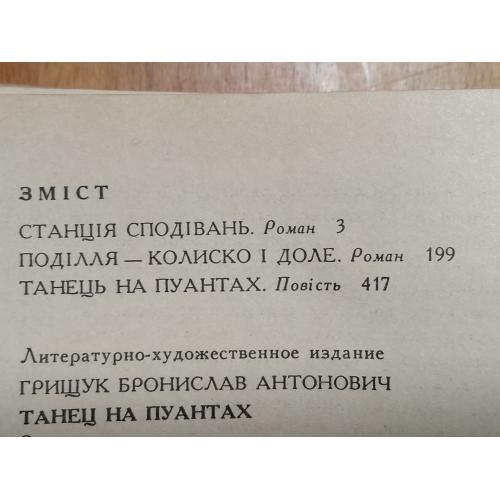 ЗМІСТ
СТАНЦІЯ СПОДІВАНЬ. Роман 3
ПОДІЛЛЯ — КОЛИСКО І ДОЛЕ. Роман 199
ТАНЕЦЬ НА ПУАНТАХ. Повість 417
Литературно-художественное издание
ГРИЩУК БРОНИСЛАВ АНТОНОВИЧ
ТАНЕЦ НА ПУАНТАХ